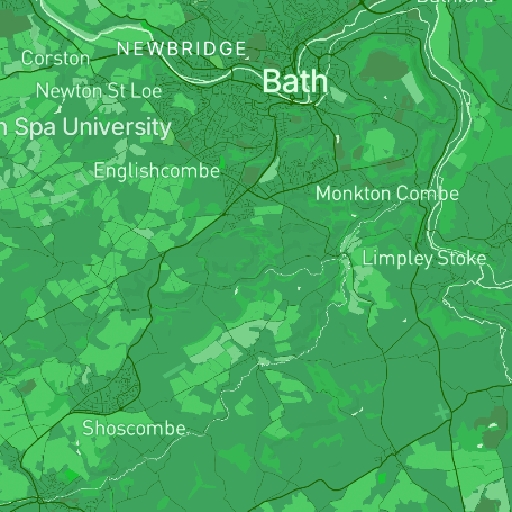 NEWBRIDGE
Corston
Bath
Newton St Loe
Spa University
Englishcombe
Monkton Combe
Limpley Stoke
Shoscombe